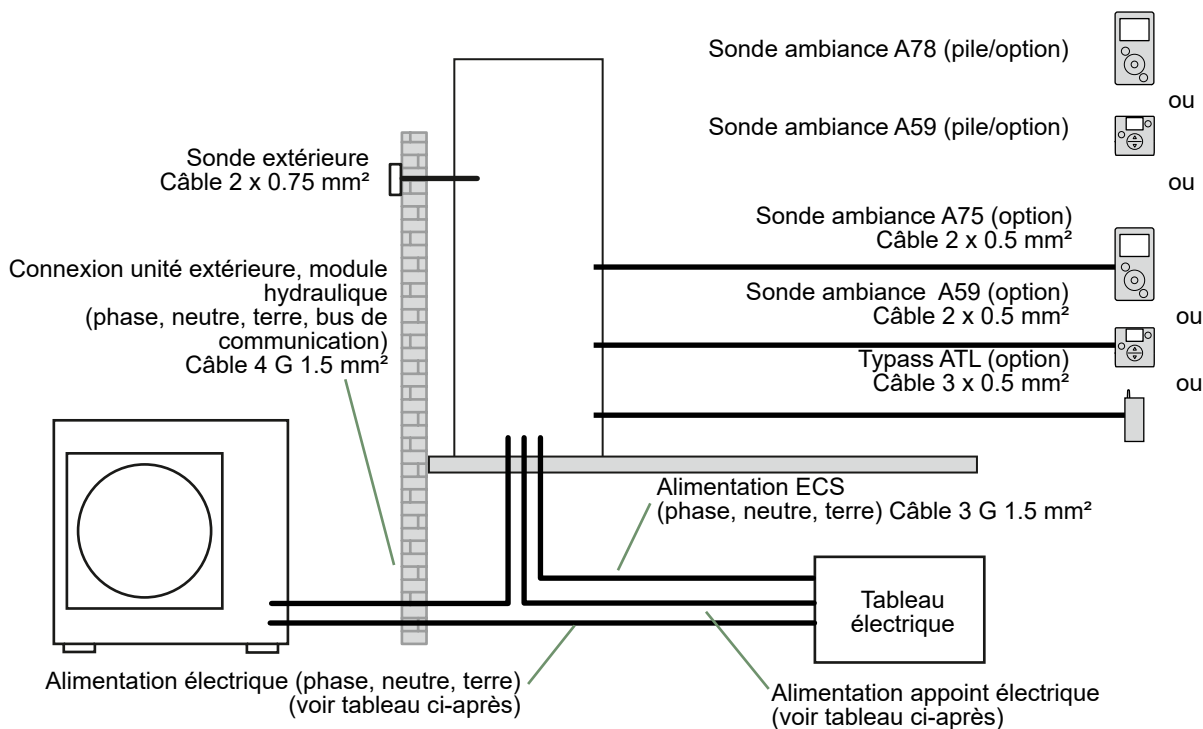 Sonde ambiance A78 (pile/option)
ou
Sonde ambiance A59 (pile/option)
ou
Sonde extérieure
Câble 2 x 0.75 mm²
Sonde ambiance A75 (option)
Câble 2 x 0.5 mm²
Connexion unité extérieure, module
hydraulique
(phase, neutre, terre, bus de
communication)
Câble 4 G 1.5 mm²
Sonde ambiance A59 (option)
Câble 2 x 0.5 mm²
ou
Typass ATL (option)
Câble 3 x 0.5 mm²
ou
Alimentation ECS
(phase, neutre, terre) Câble 3 G 1.5 mm²
Tableau
électrique
Alimentation électrique (phase, neutre, terre)
(voir tableau ci-après)
Alimentation appoint électrique
(voir tableau ci-après)